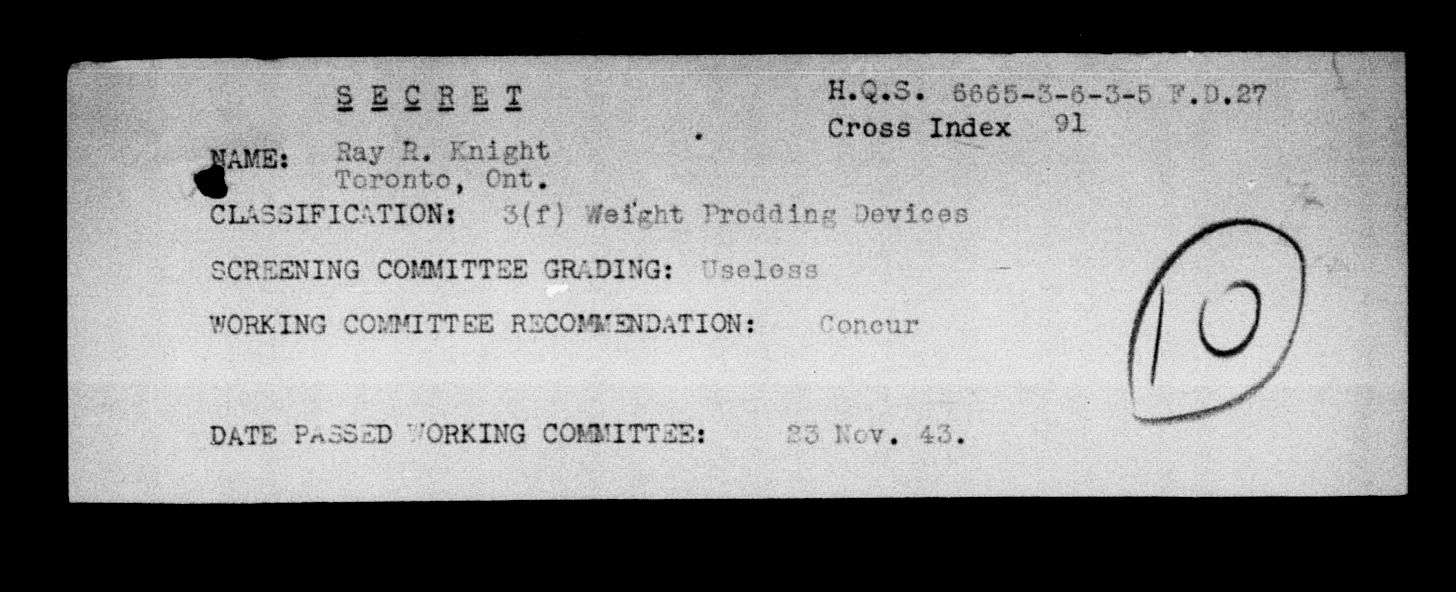 SECRET
H.Q.S. 6665-3-6-3-5 F.D.27
Cross Index 91
NAME: Ray R. Knight
Toronto, Ont.
CLASSIFICATION: 3(f) Weight Prodding Devices
SCREENING COMMITTEE GRADING: Useless
WORKING COMMITTEE RECOMMENDATION: Concur
10
DATE PASSED WORKING COMMITTEE: 23 Nov. 43.